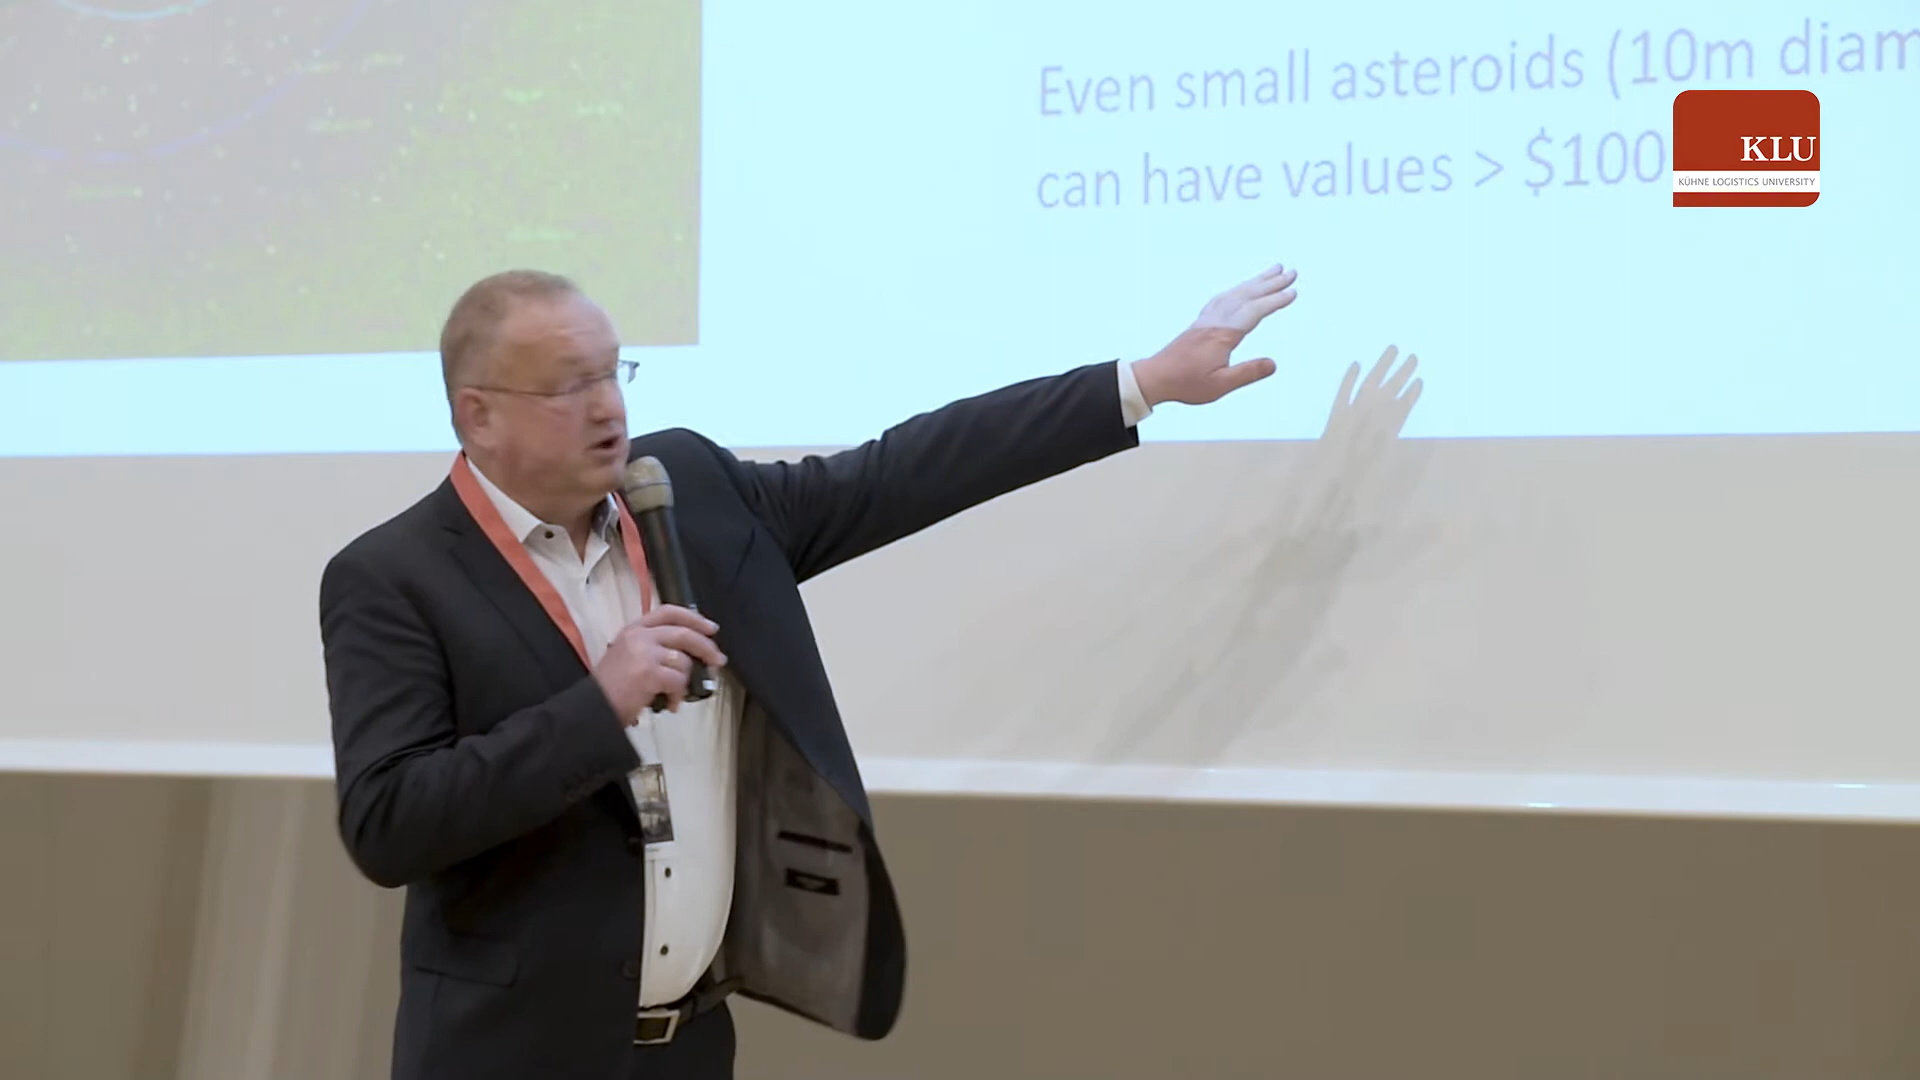 Even small asteroids (10m diam
can have values > $100
KLU
KÜHNE LOGISTICS UNIVERSITY